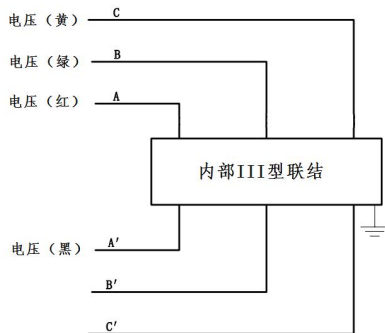 电压（黄） C
电压（绿） B
电压（红） A
内部III型联结
电压（黑） A′
B′
C′